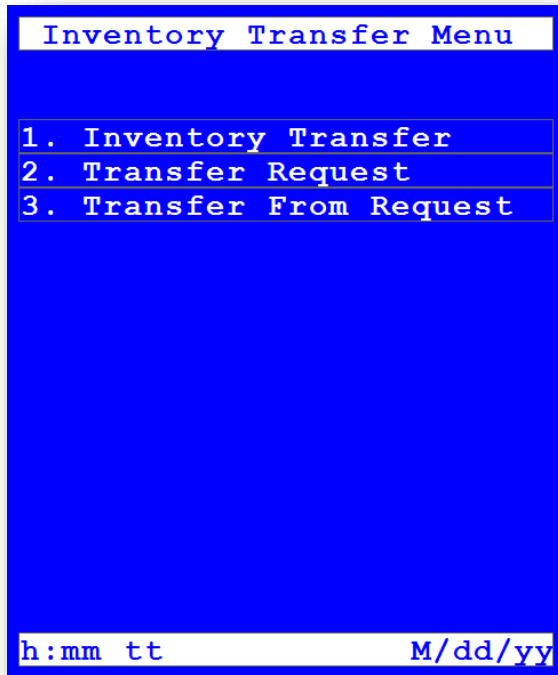 Inventory Transfer Menu
1. Inventory Transfer
2. Transfer Request
3. Transfer From Request
h:mm tt M/dd/yy